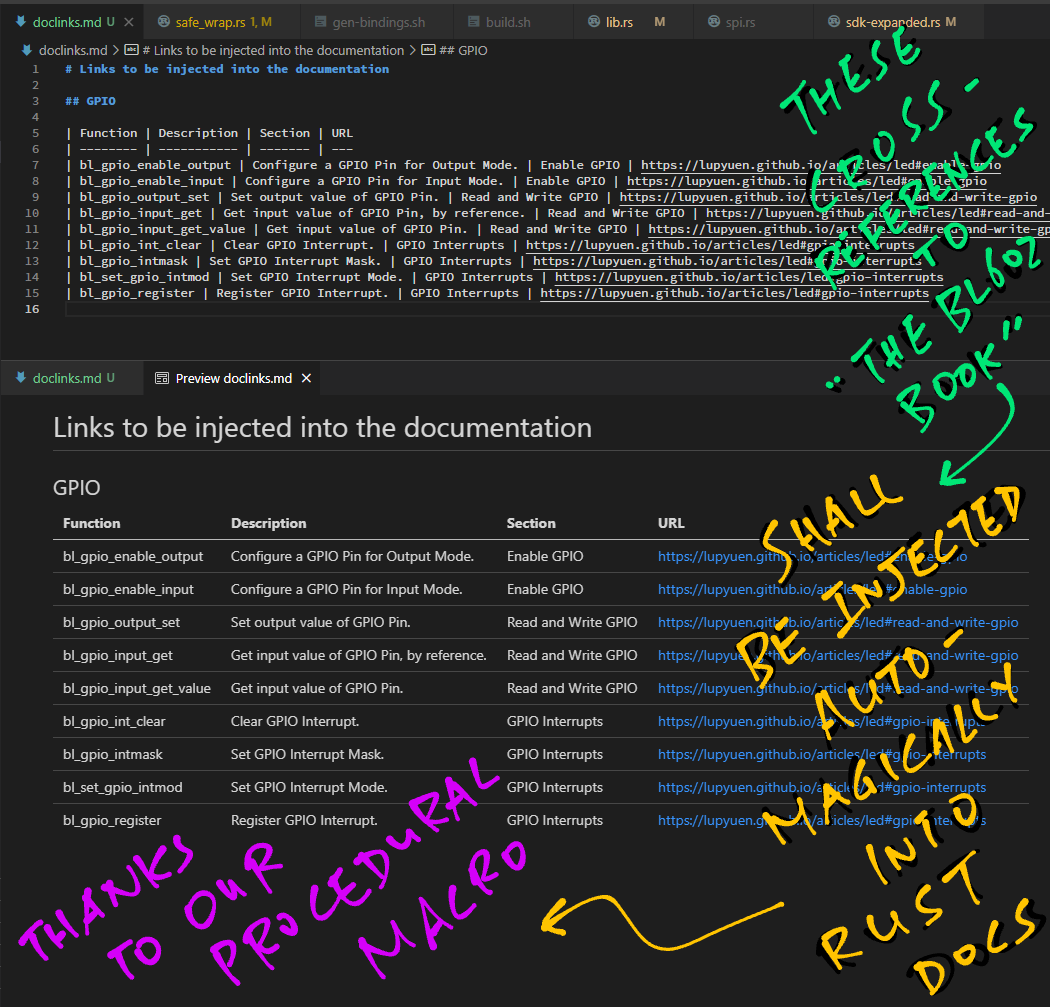 doclinks.md U
safe_wrap.rs 1, M
gen-bindings.sh
build.sh
lib.rs M
spi.rs
sdk-expanded.rs M
doclinks.md > # Links to be injected into the documentation > ## GPIO
1 # Links to be injected into the documentation
2
3 ## GPIO
4
5 | Function | Description | Section | URL
6 | -------- | ----------- | ------- | ---
7 | bl_gpio_enable_output | Configure a GPIO Pin for Output Mode. | Enable GPIO | https://lupyuen.github.io/articles/led#enable-gpio
8 | bl_gpio_enable_input | Configure a GPIO Pin for Input Mode. | Enable GPIO | https://lupyuen.github.io/articles/led#enable-gpio
9 | bl_gpio_output_set | Set output value of GPIO Pin. | Read and Write GPIO | https://lupyuen.github.io/articles/led#read-and-write-gpio
10 | bl_gpio_input_get | Get input value of GPIO Pin, by reference. | Read and Write GPIO | https://lupyuen.github.io/articles/led#read-and-
11 | bl_gpio_input_get_value | Get input value of GPIO Pin. | Read and Write GPIO | https://lupyuen.github.io/articles/led#read-and-write-gp
12 | bl_gpio_int_clear | Clear GPIO Interrupt. | GPIO Interrupts | https://lupyuen.github.io/articles/led#gpio-interrupts
13 | bl_gpio_intmask | Set GPIO Interrupt Mask. | GPIO Interrupts | https://lupyuen.github.io/articles/led#gpio-interrupts
14 | bl_set_gpio_intmod | Set GPIO Interrupt Mode. | GPIO Interrupts | https://lupyuen.github.io/articles/led#gpio-interrupts
15 | bl_gpio_register | Register GPIO Interrupt. | GPIO Interrupts | https://lupyuen.github.io/articles/led#gpio-interrupts
16
THESE
CROSS-
REFERENCES
TO
"THE BL602
BOOK"
doclinks.md U
Preview doclinks.md
Links to be injected into the documentation
GPIO
Function Description Section URL
bl_gpio_enable_output Configure a GPIO Pin for Output Mode. Enable GPIO https://lupyuen.github.io/articles/led#enable-gpio
bl_gpio_enable_input Configure a GPIO Pin for Input Mode. Enable GPIO https://lupyuen.github.io/articles/led#enable-gpio
bl_gpio_output_set Set output value of GPIO Pin. Read and Write GPIO https://lupyuen.github.io/articles/led#read-and-write-gpio
bl_gpio_input_get Get input value of GPIO Pin, by reference. Read and Write GPIO https://lupyuen.github.io/articles/led#read-and-write-gpio
bl_gpio_input_get_value Get input value of GPIO Pin. Read and Write GPIO https://lupyuen.github.io/articles/led#read-and-write-gpio
bl_gpio_int_clear Clear GPIO Interrupt. GPIO Interrupts https://lupyuen.github.io/articles/led#gpio-interrupts
bl_gpio_intmask Set GPIO Interrupt Mask. GPIO Interrupts https://lupyuen.github.io/articles/led#gpio-interrupts
bl_set_gpio_intmod Set GPIO Interrupt Mode. GPIO Interrupts https://lupyuen.github.io/articles/led#gpio-interrupts
bl_gpio_register Register GPIO Interrupt. GPIO Interrupts https://lupyuen.github.io/articles/led#gpio-interrupts
SHALL
BE INJECTED
AUTO-
MAGICALLY
INTO
RUST
DOCS
THANKS
TO OUR
PROCEDURAL
MACRO